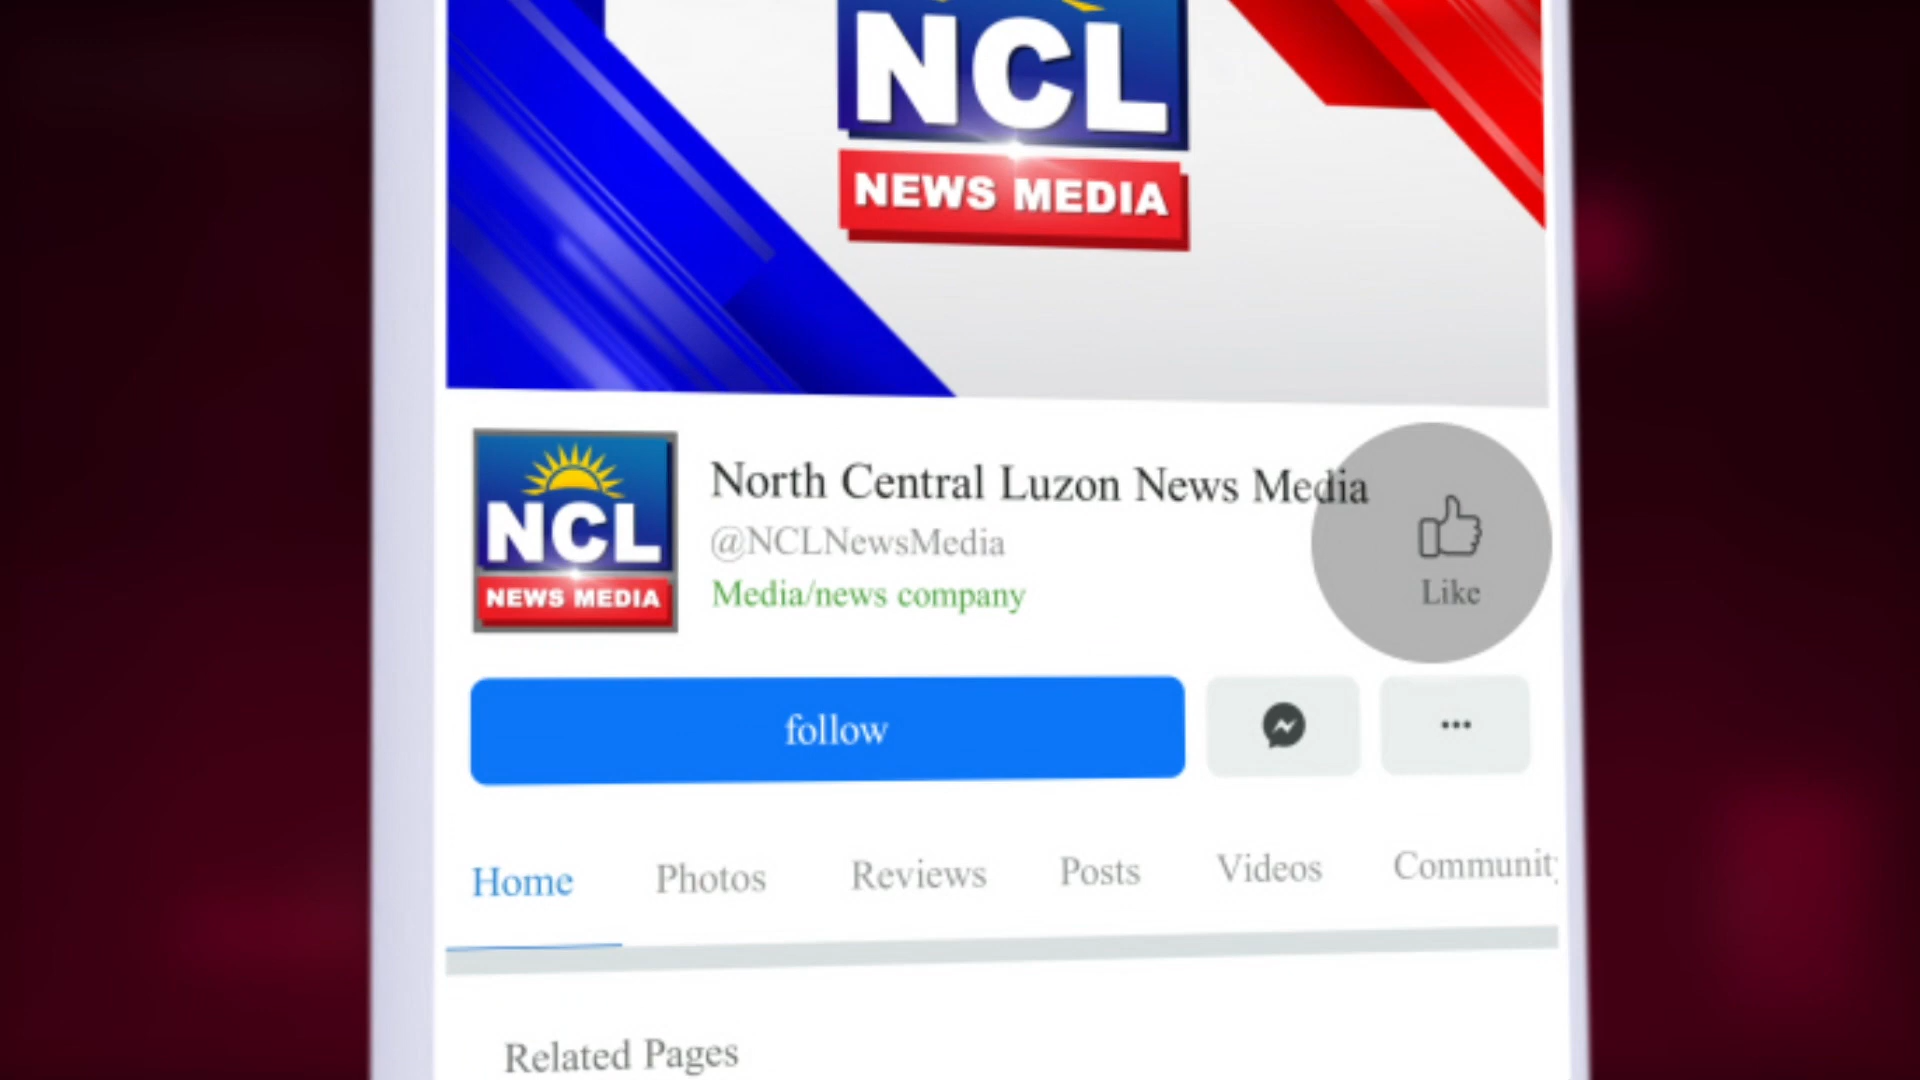 NCL
NEWS MEDIA
NCL
NEWS MEDIA
North Central Luzon News Media
@NCLNewsMedia
Media/news company
Like
follow
...
Home Photos Reviews Posts Videos Community
Related Pages